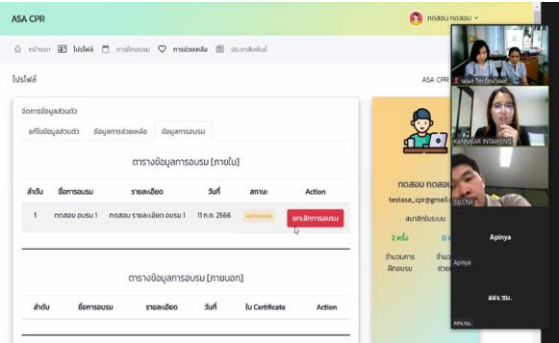 ASA CPR
ทดสอบ ทดสอบ
หน้าแรก โปรไฟล์ การฝึกอบรม การช่วยเหลือ ประชาสัมพันธ์
โปรไฟล์
ASA CPR
จัดการข้อมูลส่วนตัว
แก้ไขข้อมูลส่วนตัว ข้อมูลการช่วยเหลือ ข้อมูลการอบรม
ตารางข้อมูลการอบรม [ภายใน]
ลำดับ ชื่อการอบรม รายละเอียด วันที่ สถานะ Action
1 ทดสอบ อบรม 1 ทดสอบ รายละเอียด อบรม 1 11 ก.ค. 2566 ยกเลิกการอบรม
ตารางข้อมูลการอบรม [ภายนอก]
ลำดับ ชื่อการอบรม รายละเอียด วันที่ ใบ Certificate Action
ทดสอบ ทดสอบ
testasa_cpr@gmail.
สมาชิกในระบบ
2 ครั้ง
จำนวนการ
ฝึกอบรม
Apinya
Apinya
สสจ.ชม.
สสจ.ชม.